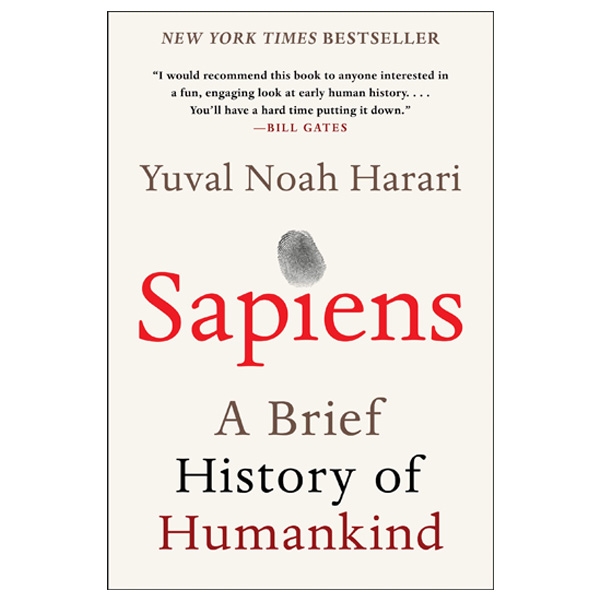 NEW YORK TIMES BESTSELLER
“I would recommend this book to anyone interested in
a fun, engaging look at early human history. . . .
You’ll have a hard time putting it down.”
—BILL GATES
Yuval Noah Harari
Sapiens
A Brief
History of
Humankind